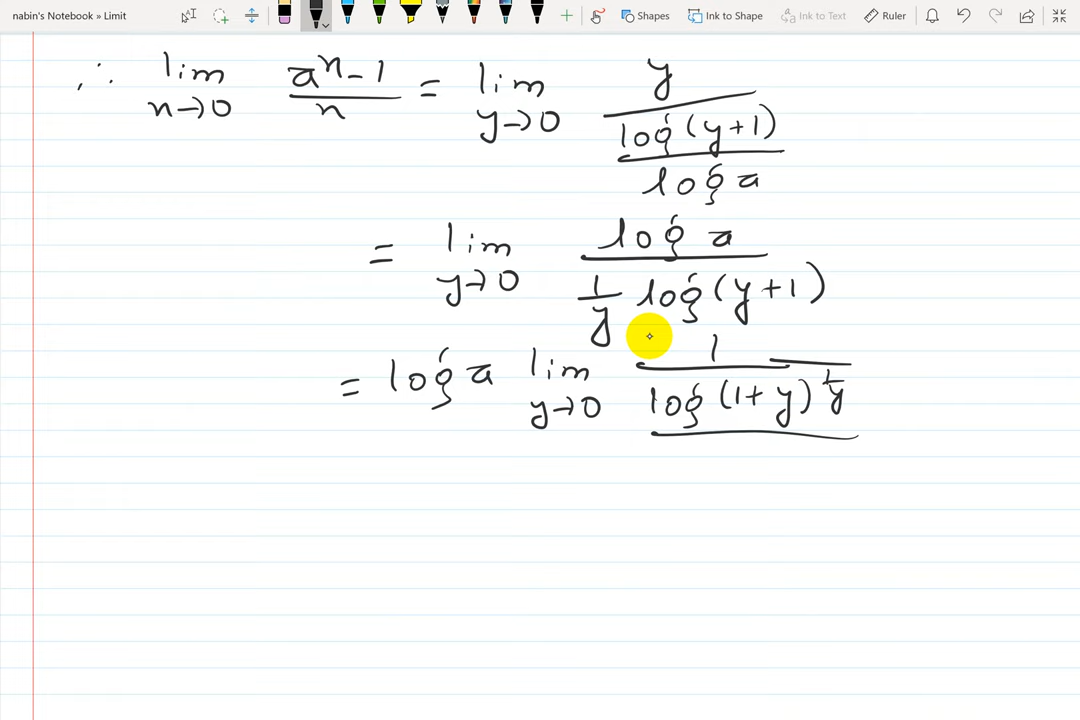 nabin's Notebook » Limit
Shapes
Ink to Shape
Ink to Text
Ruler
∴ lim n→0 (a^n - 1)/n = lim y→0 y/(log(y+1)/log a)
= lim y→0 log a/(1/y log(y+1))
= log a lim y→0 1/(log(1+y)^(1/y))